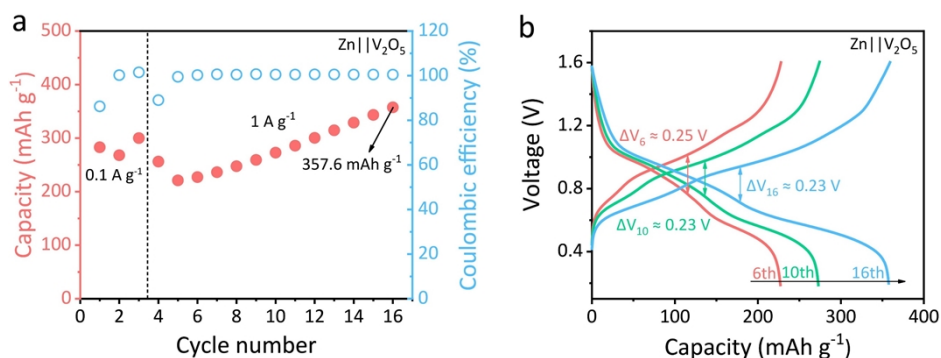 a
Zn||V₂O₅
Capacity (mAh g⁻¹)
500
400
300
200
100
0
0.1 A g⁻¹
1 A g⁻¹
357.6 mAh g⁻¹
120
100
80
60
40
20
0
Coulombic efficiency (%)
0 2 4 6 8 10 12 14 16
Cycle number
b
Zn||V₂O₅
Voltage (V)
1.6
1.2
0.8
0.4
ΔV₆ ≈ 0.25 V
ΔV₁₆ ≈ 0.23 V
ΔV₁₀ ≈ 0.23 V
6th 10th 16th
0 100 200 300 400
Capacity (mAh g⁻¹)